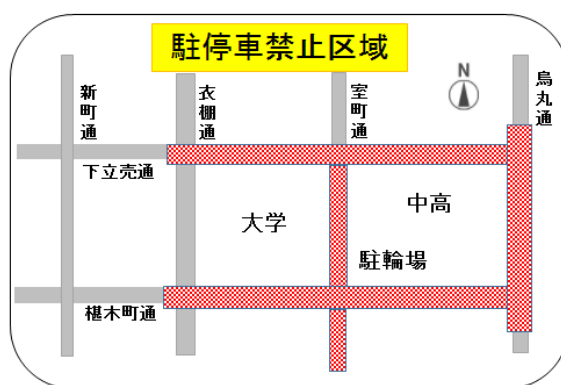 駐停車禁止区域
N
新町通
衣棚通
室町通
烏丸通
下立売通
大学
中高
駐輪場
椹木町通